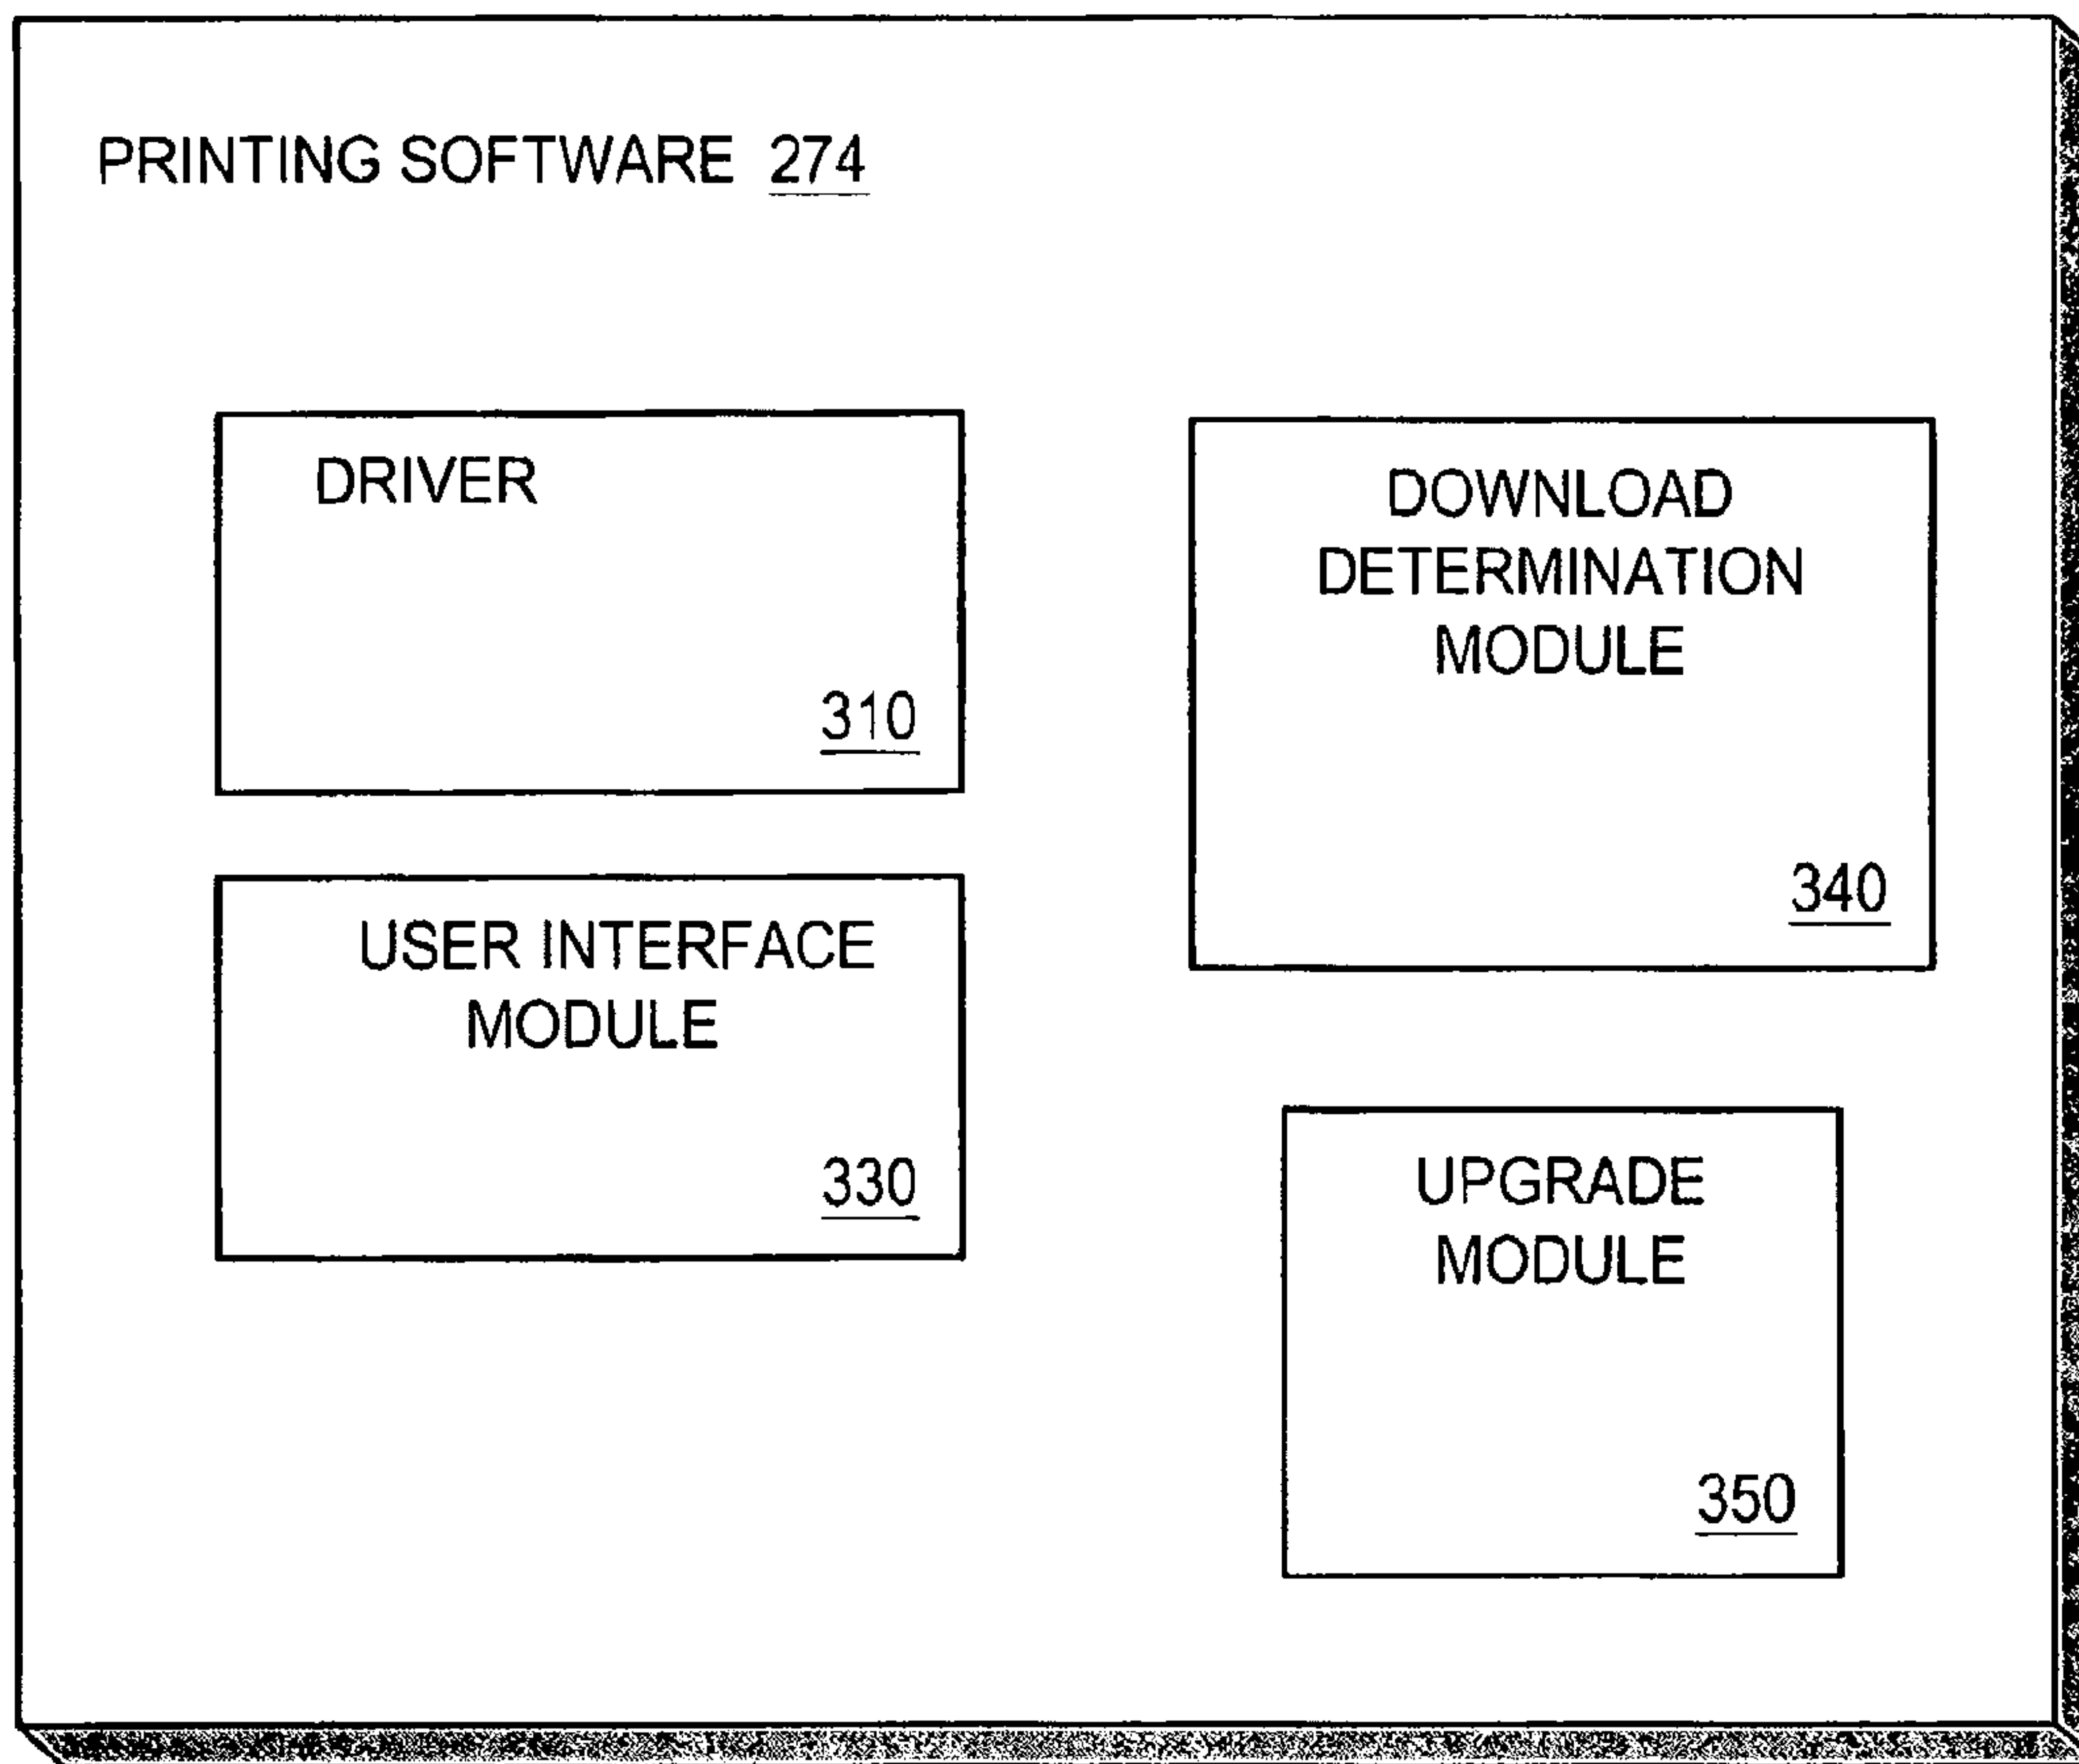 PRINTING SOFTWARE 274
DRIVER
310
USER INTERFACE
MODULE
330
DOWNLOAD
DETERMINATION
MODULE
340
UPGRADE
MODULE
350